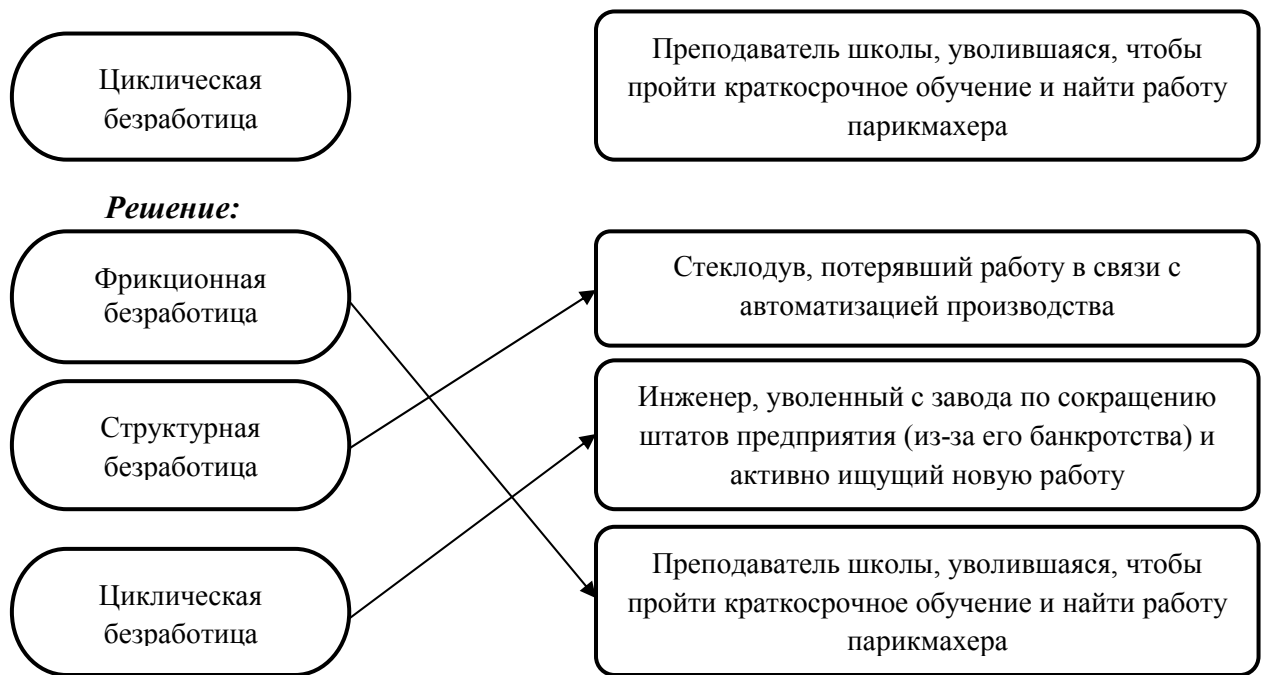 Циклическая
безработица
Преподаватель школы, уволившаяся, чтобы
пройти краткосрочное обучение и найти работу
парикмахера
Решение:
Фрикционная
безработица
Стеклодув, потерявший работу в связи с
автоматизацией производства
Структурная
безработица
Инженер, уволенный с завода по сокращению
штатов предприятия (из-за его банкротства) и
активно ищущий новую работу
Циклическая
безработица
Преподаватель школы, уволившаяся, чтобы
пройти краткосрочное обучение и найти работу
парикмахера